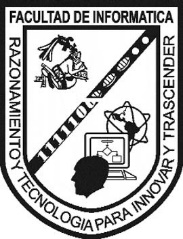 FACULTAD DE INFORMATICA
RAZONAMIENTO Y TECNOLOGIA PARA INNOVAR Y TRASCENDER